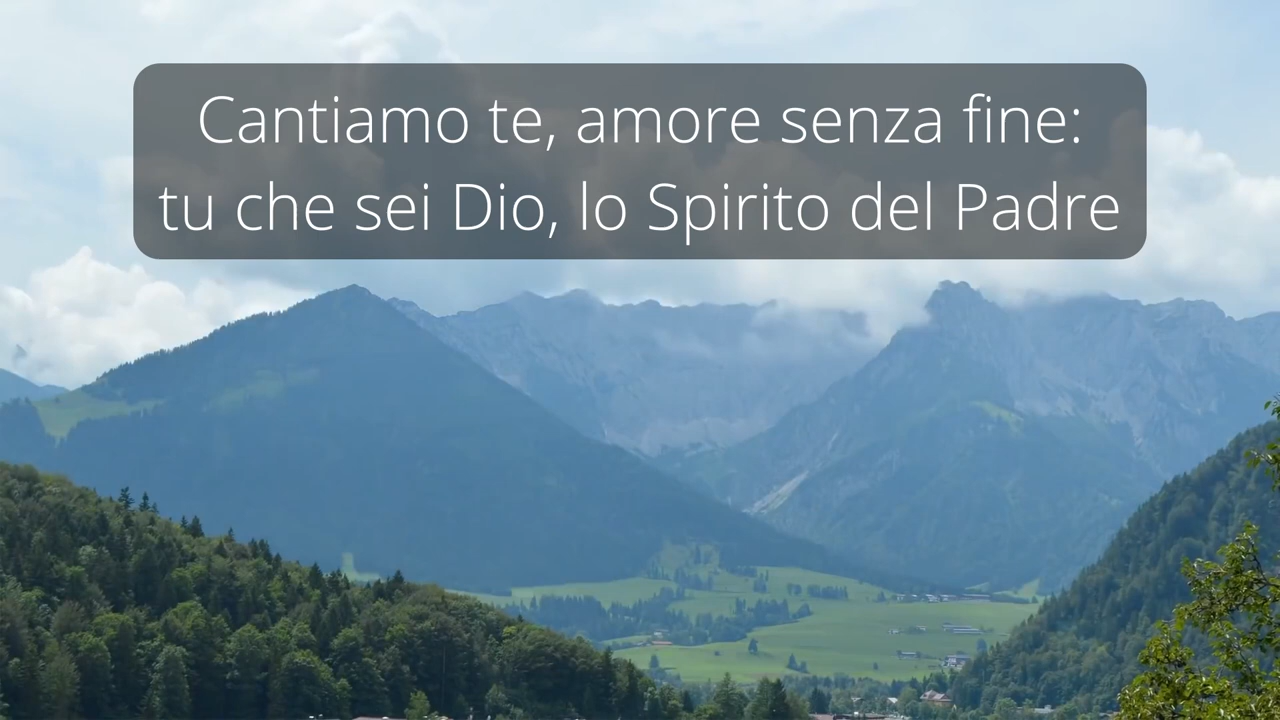 Cantiamo te, amore senza fine:
tu che sei Dio, lo Spirito del Padre